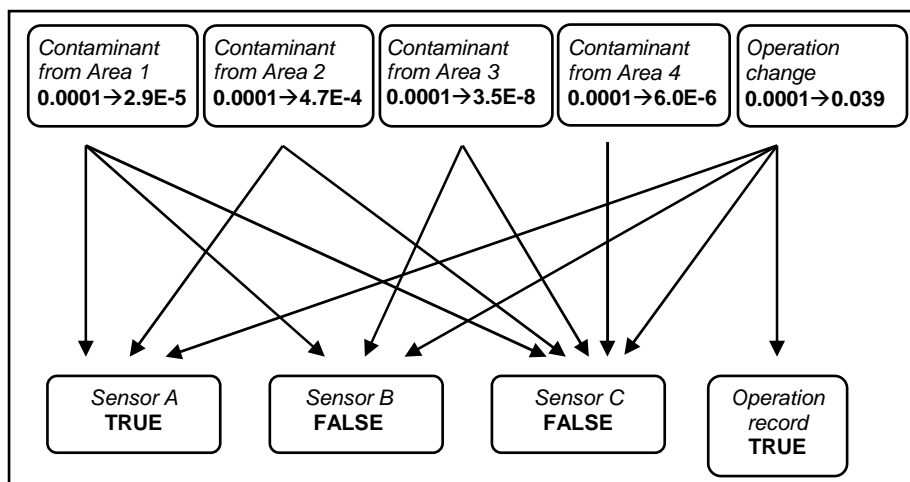 Contaminant
from Area 1
0.0001→2.9E-5
Contaminant
from Area 2
0.0001→4.7E-4
Contaminant
from Area 3
0.0001→3.5E-8
Contaminant
from Area 4
0.0001→6.0E-6
Operation
change
0.0001→0.039
Sensor A
TRUE
Sensor B
FALSE
Sensor C
FALSE
Operation
record
TRUE